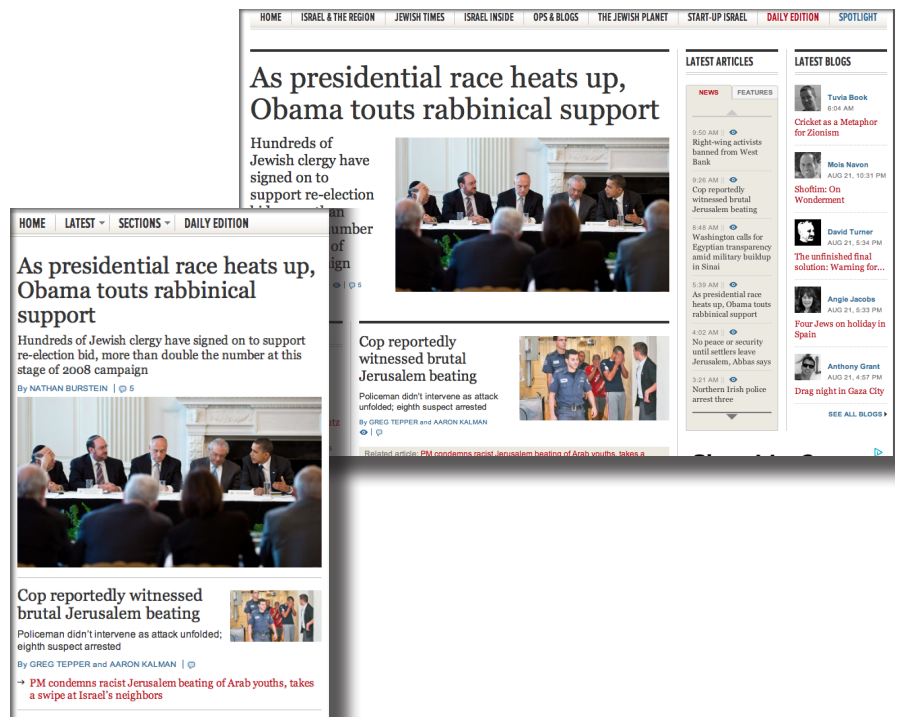 HOME ISRAEL & THE REGION JEWISH TIMES ISRAEL INSIDE OPS & BLOGS THE JEWISH PLANET START-UP ISRAEL DAILY EDITION SPOTLIGHT
As presidential race heats up,
Obama touts rabbinical support
Hundreds of
Jewish clergy have
signed on to
support re-election
5
Cop reportedly
witnessed brutal
Jerusalem beating
Policeman didn't intervene as attack
unfolded; eighth suspect arrested
By GREG TEPPER and AARON KALMAN
Related article: PM condemns racist Jerusalem beating of Arab youths, takes a
LATEST ARTICLES
NEWS FEATURES
9:50 AM
Right-wing activists
banned from West
Bank
9:26 AM
Cop reportedly
witnessed brutal
Jerusalem beating
8:48 AM
Washington calls for
Egyptian transparency
amid military buildup
in Sinai
5:39 AM
As presidential race
heats up, Obama touts
rabbinical support
4:02 AM
No peace or security
until settlers leave
Jerusalem, Abbas says
3:21 AM
Northern Irish police
arrest three
LATEST BLOGS
Tuvia Book
6:04 AM
Cricket as a Metaphor
for Zionism
Mois Navon
AUG 21, 10:31 PM
Shoftim: On
Wonderment
David Turner
AUG 21, 5:34 PM
The unfinished final
solution: Warning for...
Angie Jacobs
AUG 21, 5:33 PM
Four Jews on holiday in
Spain
Anthony Grant
AUG 21, 4:57 PM
Drag night in Gaza City
SEE ALL BLOGS
HOME LATEST SECTIONS DAILY EDITION
As presidential race heats up,
Obama touts rabbinical
support
Hundreds of Jewish clergy have signed on to support
re-election bid, more than double the number at this
stage of 2008 campaign
By NATHAN BURSTEIN | 5
Cop reportedly witnessed
brutal Jerusalem beating
Policeman didn't intervene as attack unfolded;
eighth suspect arrested
By GREG TEPPER and AARON KALMAN |
→ PM condemns racist Jerusalem beating of Arab youths, takes
a swipe at Israel's neighbors